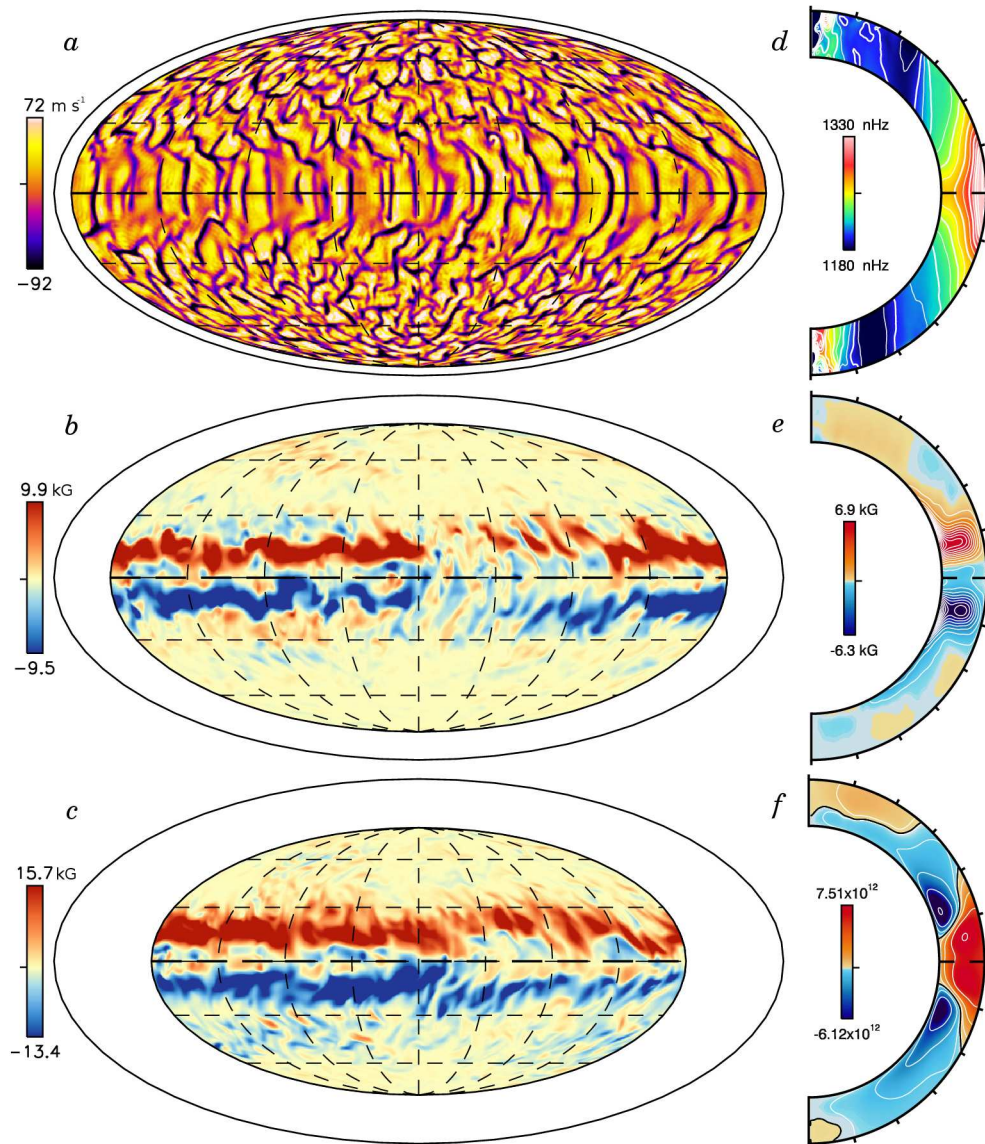 a
72 m s⁻¹
−92
d
1330 nHz
1180 nHz
b
9.9 kG
−9.5
e
6.9 kG
-6.3 kG
c
15.7 kG
−13.4
f
7.51x10¹²
-6.12x10¹²